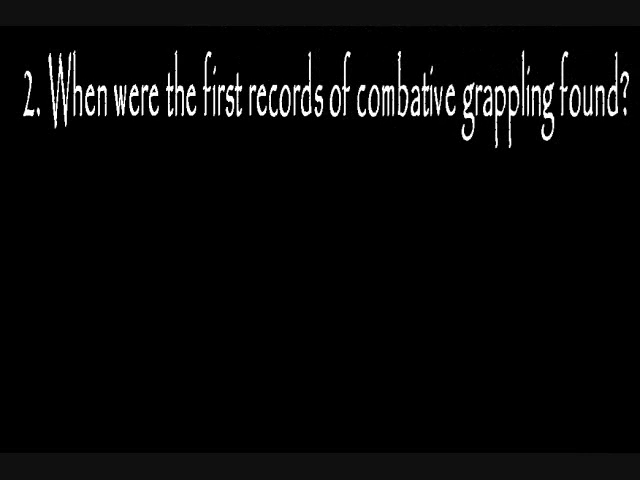 2. When were the first records of combative grappling found?